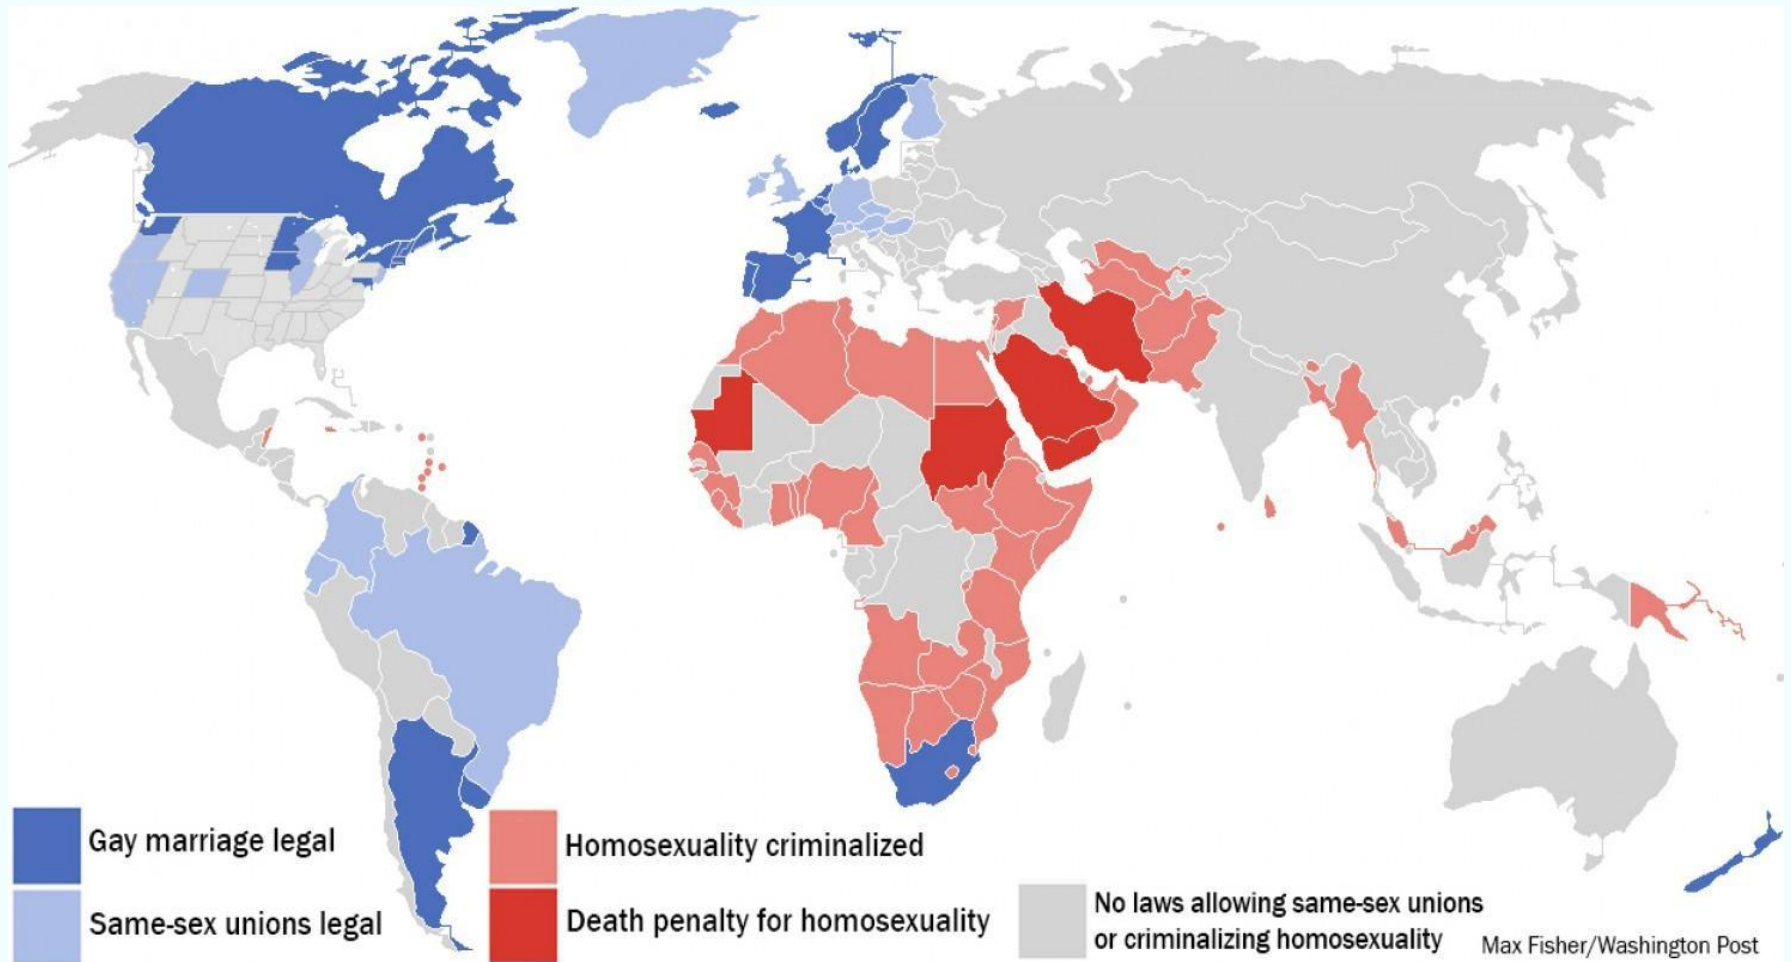 Gay marriage legal
Same-sex unions legal
Homosexuality criminalized
Death penalty for homosexuality
No laws allowing same-sex unions
or criminalizing homosexuality
Max Fisher/Washington Post